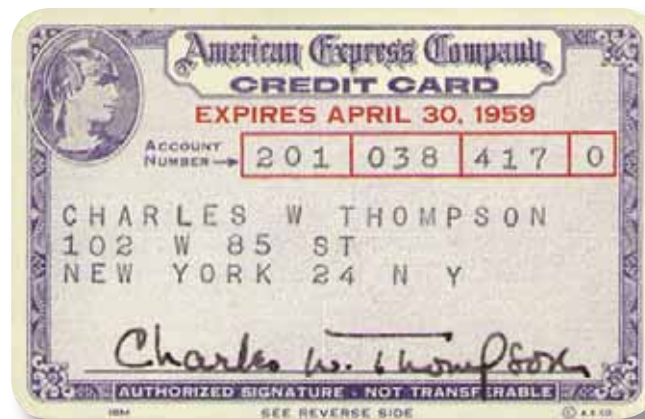 American Express Company
CREDIT CARD
EXPIRES APRIL 30, 1959
ACCOUNT
NUMBER → 201 038 417 0
CHARLES W THOMPSON
102 W 85 ST
NEW YORK 24 N Y
Charles W. Thompson
AUTHORIZED SIGNATURE - NOT TRANSFERABLE
IBM SEE REVERSE SIDE © A.E.CO.